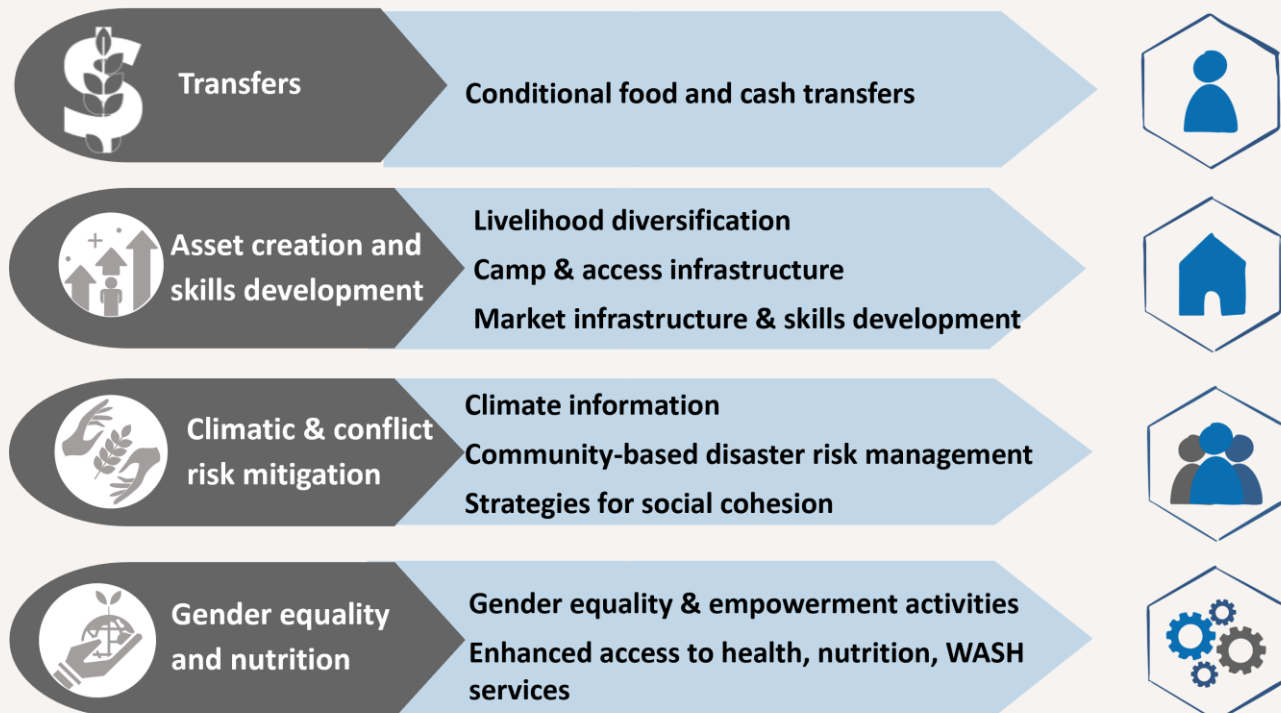 Transfers
Conditional food and cash transfers
Asset creation and
skills development
Livelihood diversification
Camp & access infrastructure
Market infrastructure & skills development
Climatic & conflict
risk mitigation
Climate information
Community-based disaster risk management
Strategies for social cohesion
Gender equality
and nutrition
Gender equality & empowerment activities
Enhanced access to health, nutrition, WASH
services